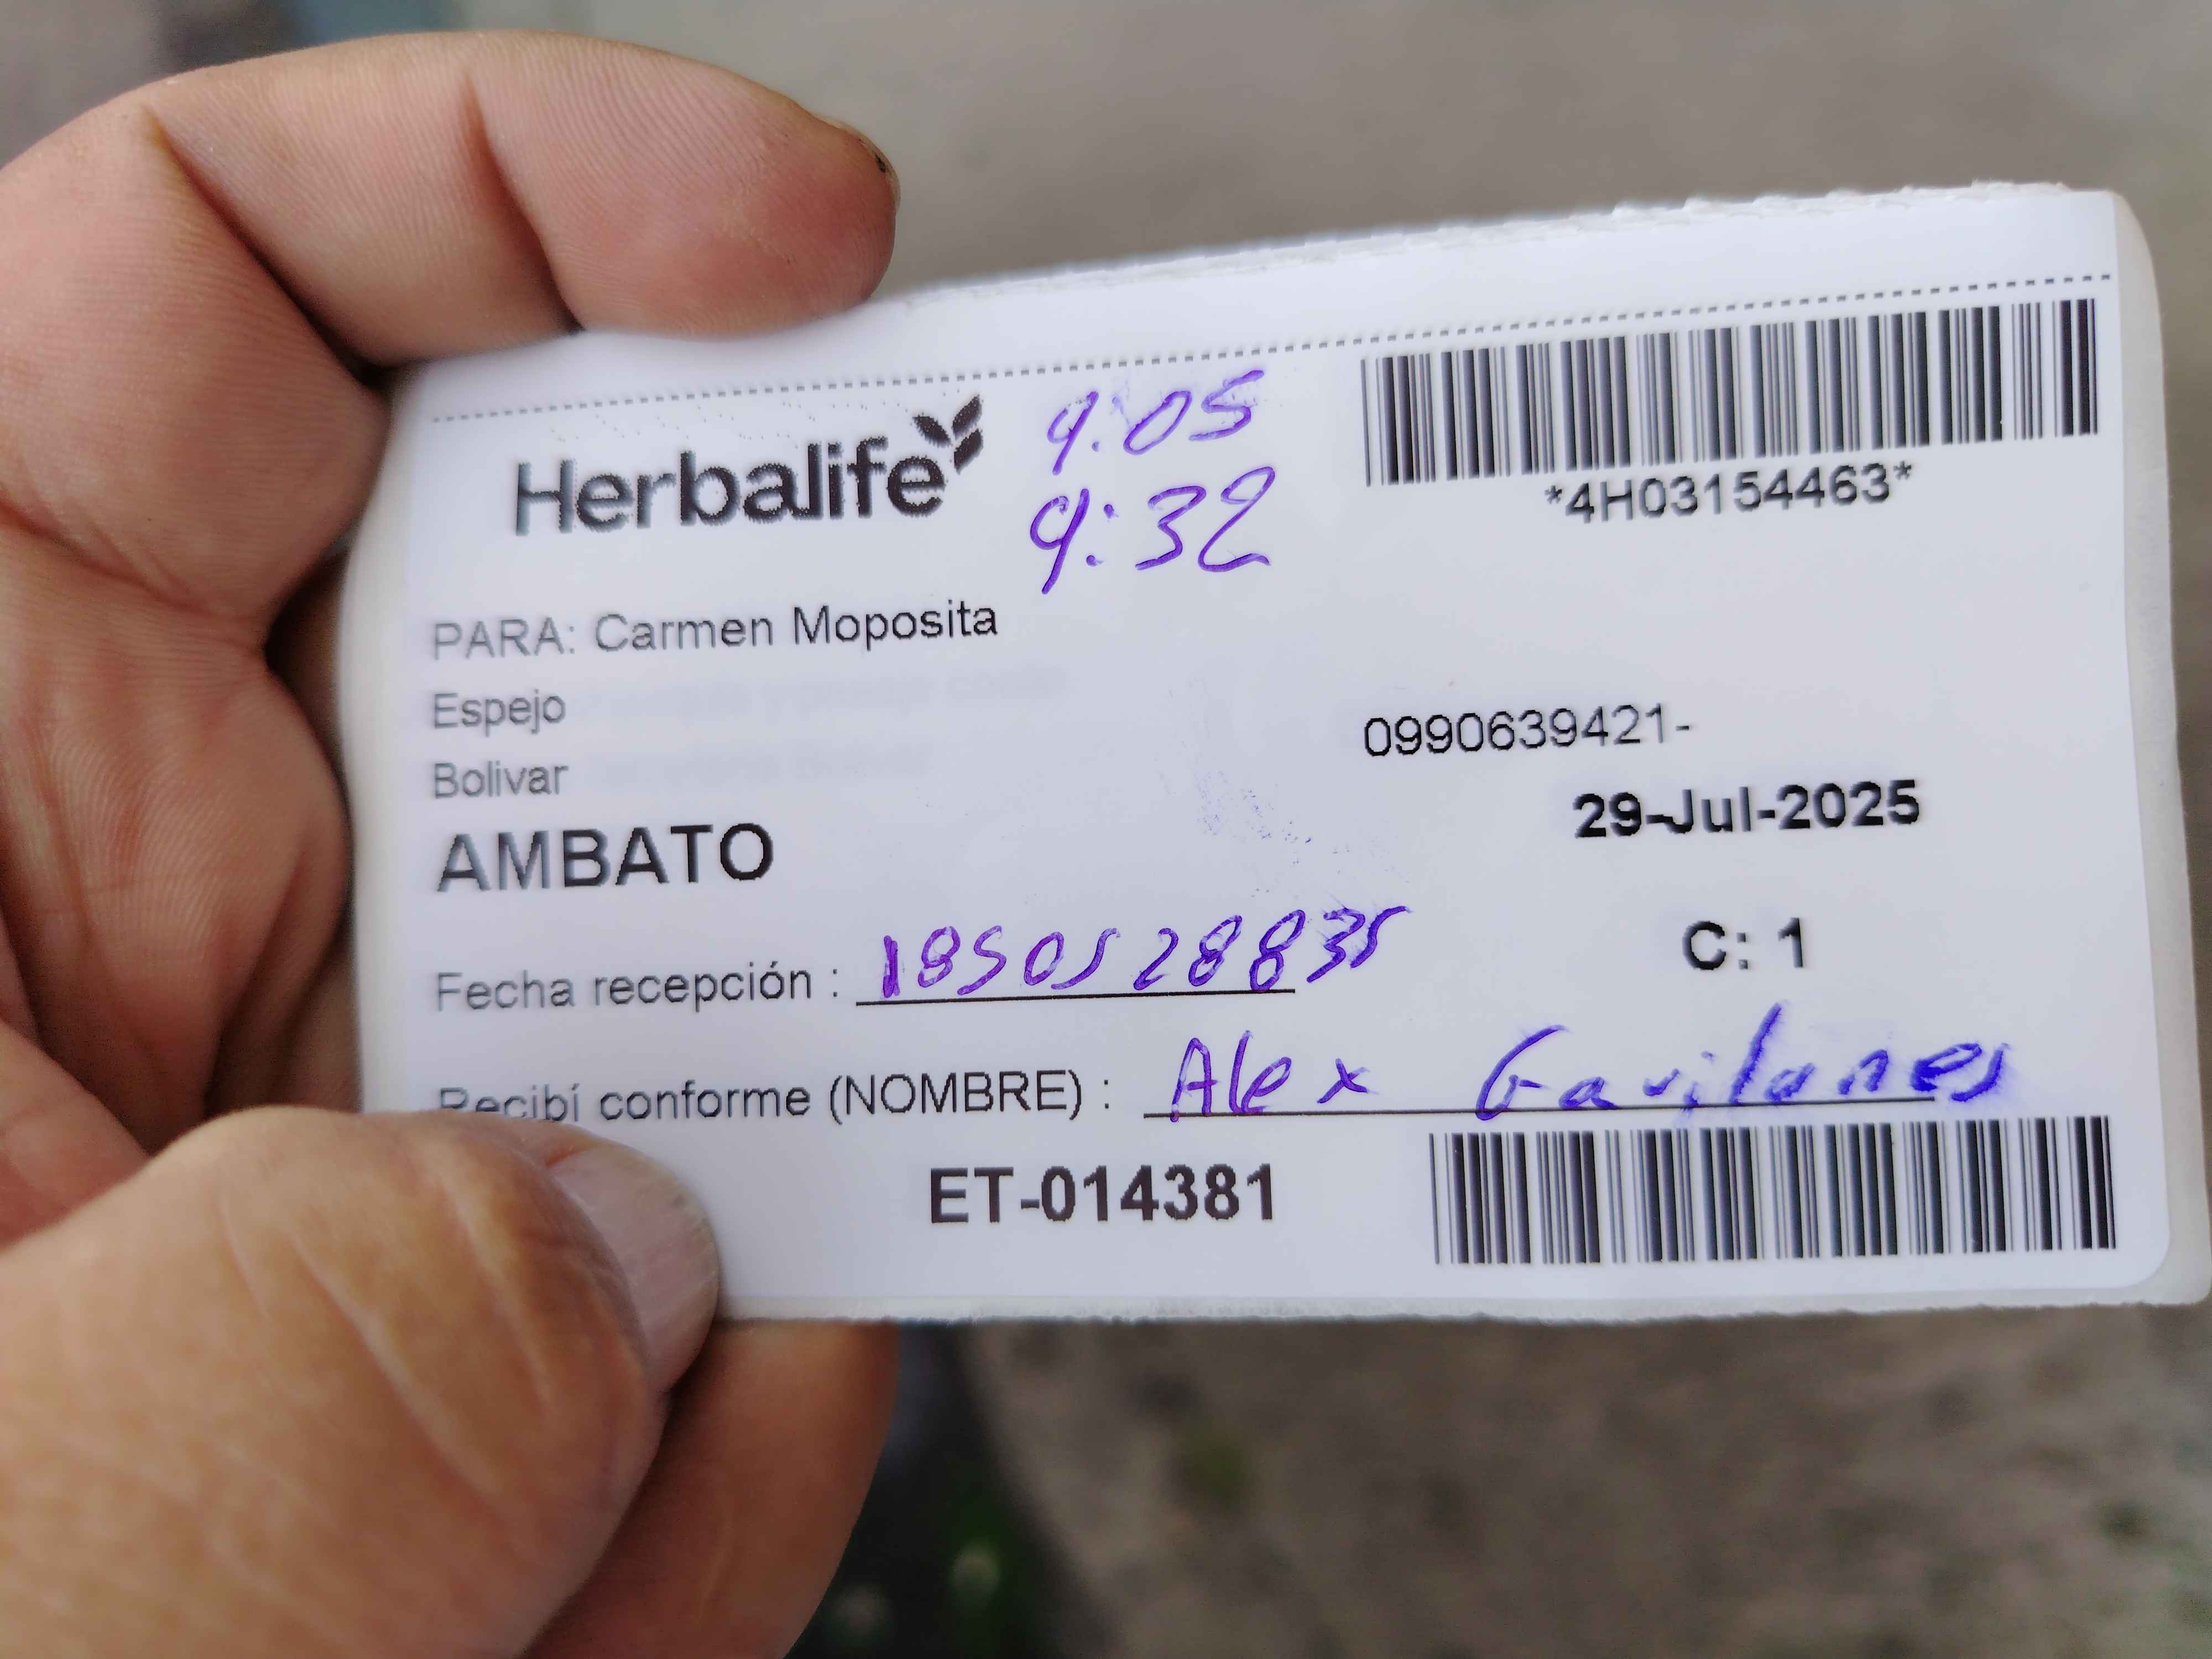 Herbalife
9:05
9:32
*4H03154463*
PARA: Carmen Moposita
Espejo
0990639421-
Bolivar
29-Jul-2025
AMBATO
C: 1
Fecha recepción : 1850528835
Recibí conforme (NOMBRE) : Alex Gavilanes
ET-014381